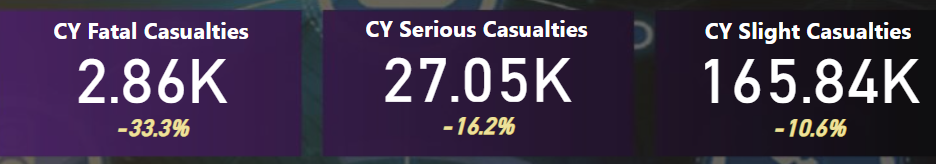 CY Fatal Casualties
2.86K
-33.3%
CY Serious Casualties
27.05K
-16.2%
CY Slight Casualties
165.84K
-10.6%